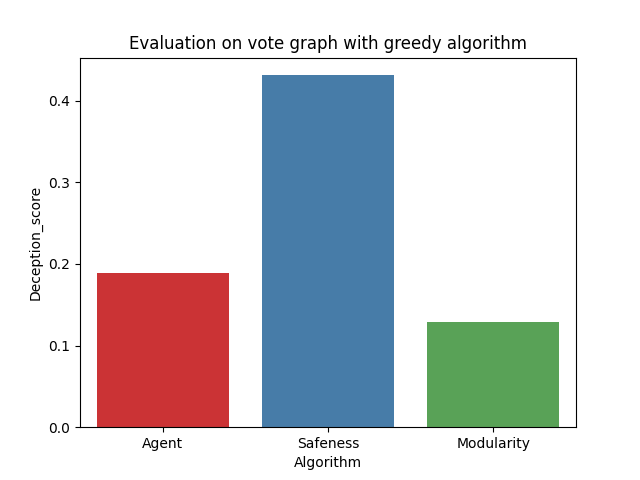 Evaluation on vote graph with greedy algorithm
0.4
0.3
0.2
0.1
0.0
Deception_score
Agent Safeness Modularity
Algorithm